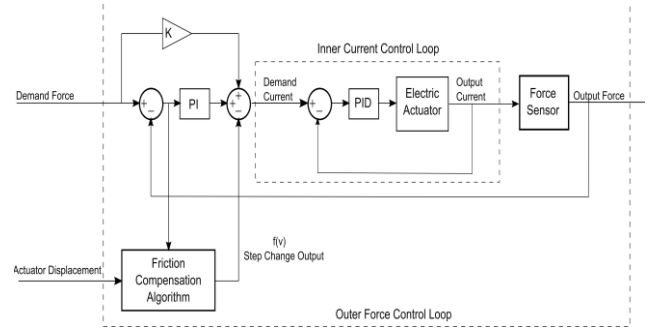 K
Inner Current Control Loop
Demand Force
+
−
PI
+
+
−
Demand
Current
+
−
PID
Electric
Actuator
Output
Current
Force
Sensor
Output Force
f(v)
Step Change Output
Actuator Displacement
Friction
Compensation
Algorithm
Outer Force Control Loop